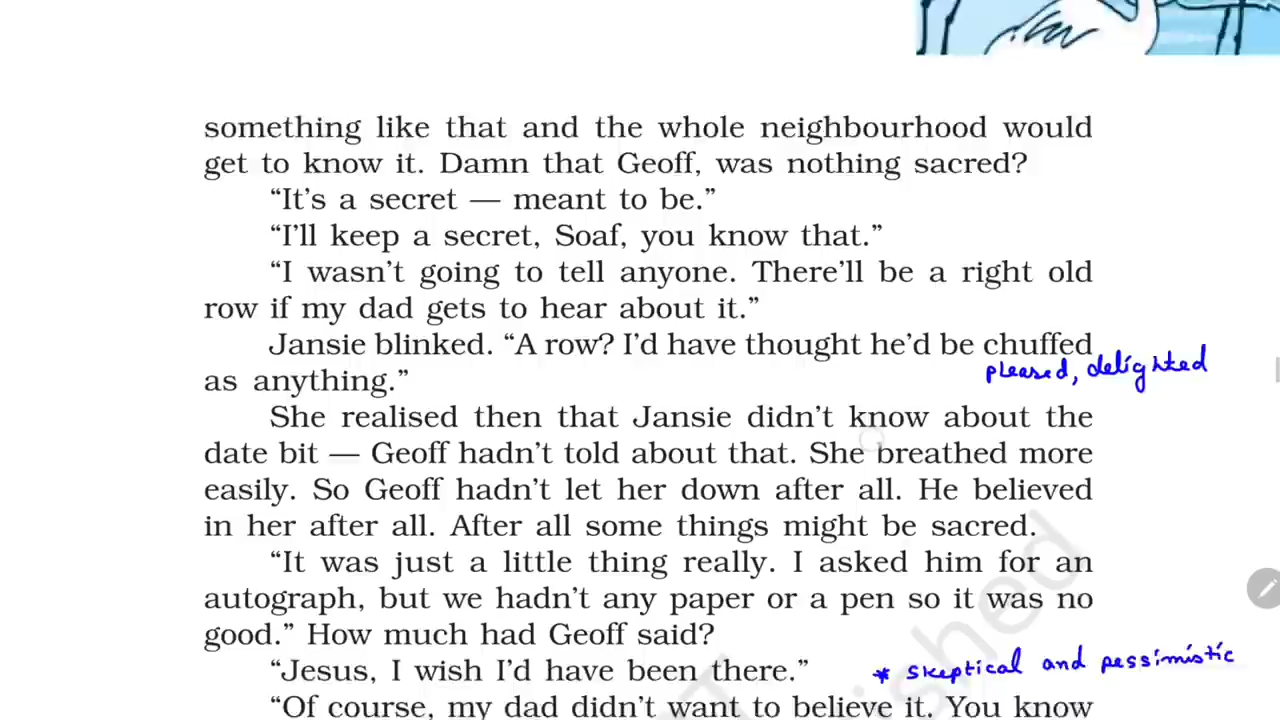 something like that and the whole neighbourhood would
get to know it. Damn that Geoff, was nothing sacred?
“It’s a secret — meant to be.”
“I’ll keep a secret, Soaf, you know that.”
“I wasn’t going to tell anyone. There’ll be a right old
row if my dad gets to hear about it.”
Jansie blinked. “A row? I’d have thought he’d be chuffed
pleased, delighted
as anything.”
She realised then that Jansie didn’t know about the
date bit — Geoff hadn’t told about that. She breathed more
easily. So Geoff hadn’t let her down after all. He believed
in her after all. After all some things might be sacred.
“It was just a little thing really. I asked him for an
autograph, but we hadn’t any paper or a pen so it was no
good.” How much had Geoff said?
“Jesus, I wish I’d have been there.”
* skeptical and pessimistic
“Of course, my dad didn’t want to believe it. You know